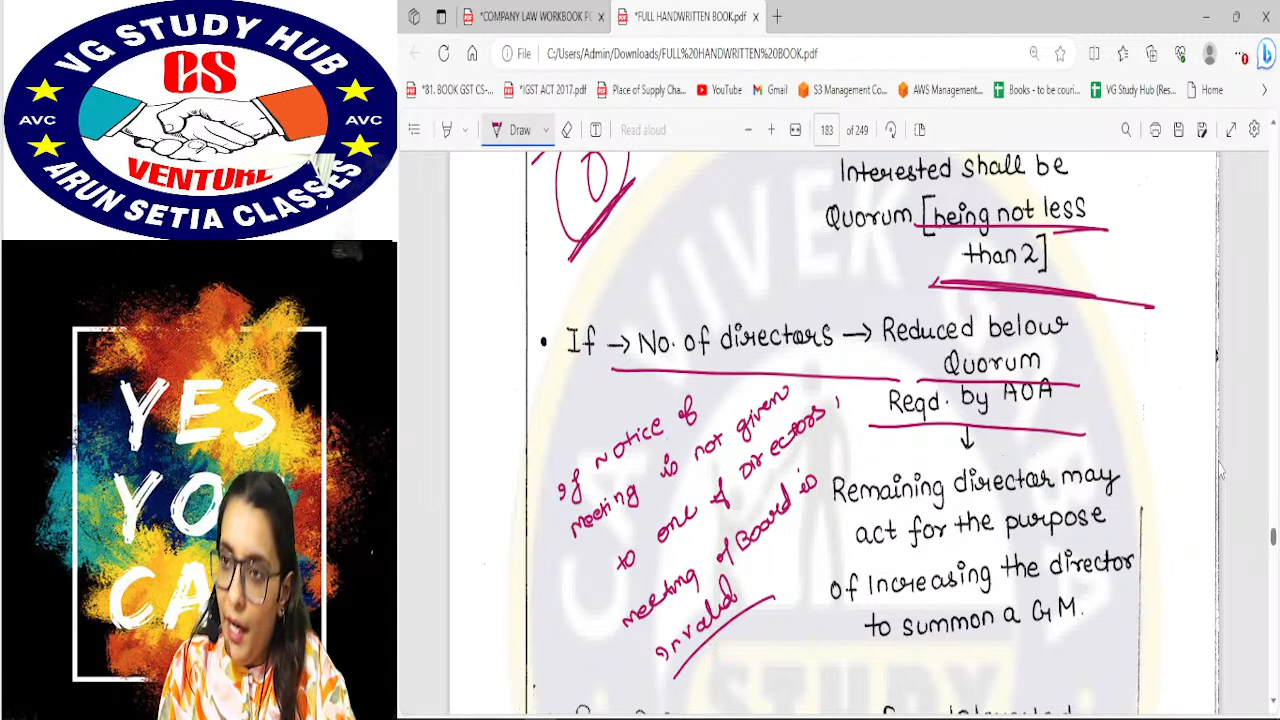 VG STUDY HUB
CS
AVC
AVC
VENTURE
ARUN SETIA CLASSES
YES
YO
CA
*COMPANY LAW WORKBOOK P
*FULL HANDWRITTEN BOOK.pdf
File
C:/Users/Admin/Downloads/FULL%20HANDWRITTEN%20BOOK.pdf
*81. BOOK GST CS-...
*IGST ACT 2017.pdf
Place of Supply Cha...
YouTube
Gmail
S3 Management Co...
AWS Management...
Books - to be couri...
VG Study Hub (Res...
Home
Draw
Read aloud
183
of 249
Interested shall be
Quorum [being not less
than 2]
• If → No. of directors → Reduced below
Quorum
Reqd. by AOA
If notice of
meeting is not given
to one of Directors,
meeting of Board is
invalid
Remaining director may
act for the purpose
of increasing the director
to summon a GM.